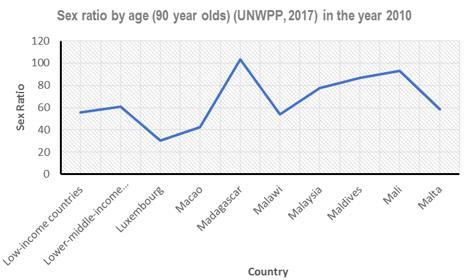 Sex ratio by age (90 year olds) (UNWPP, 2017) in the year 2010
120
100
80
60
40
20
0
Sex Ratio
Low-income countries
Lower-middle-income...
Luxembourg
Macao
Madagascar
Malawi
Malaysia
Maldives
Mali
Malta
Country